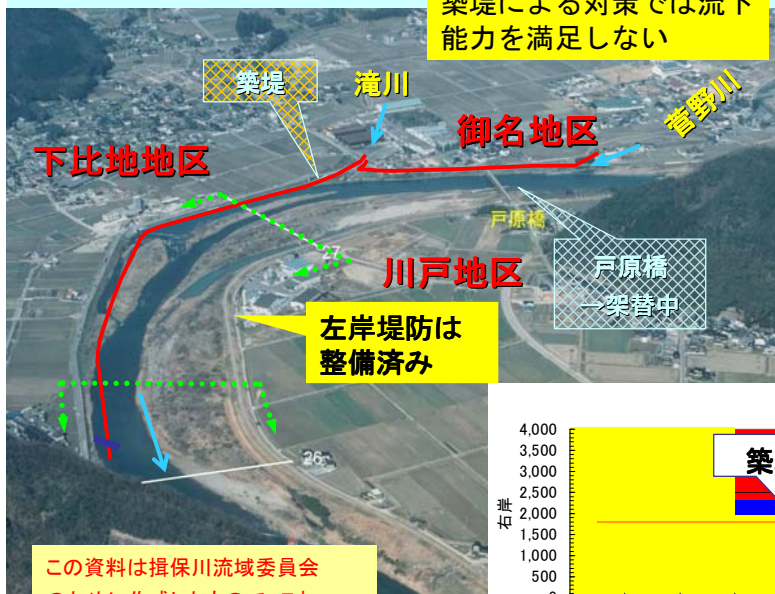 築堤による対策では流下
能力を満足しない
築堤
滝川
菅野川
御名地区
下比地地区
戸原橋
27
川戸地区
戸原橋
→架替中
左岸堤防は
整備済み
26
4,000
3,500
3,000
2,500
2,000
1,500
1,000
500
右岸
築
この資料は揖保川流域委員会